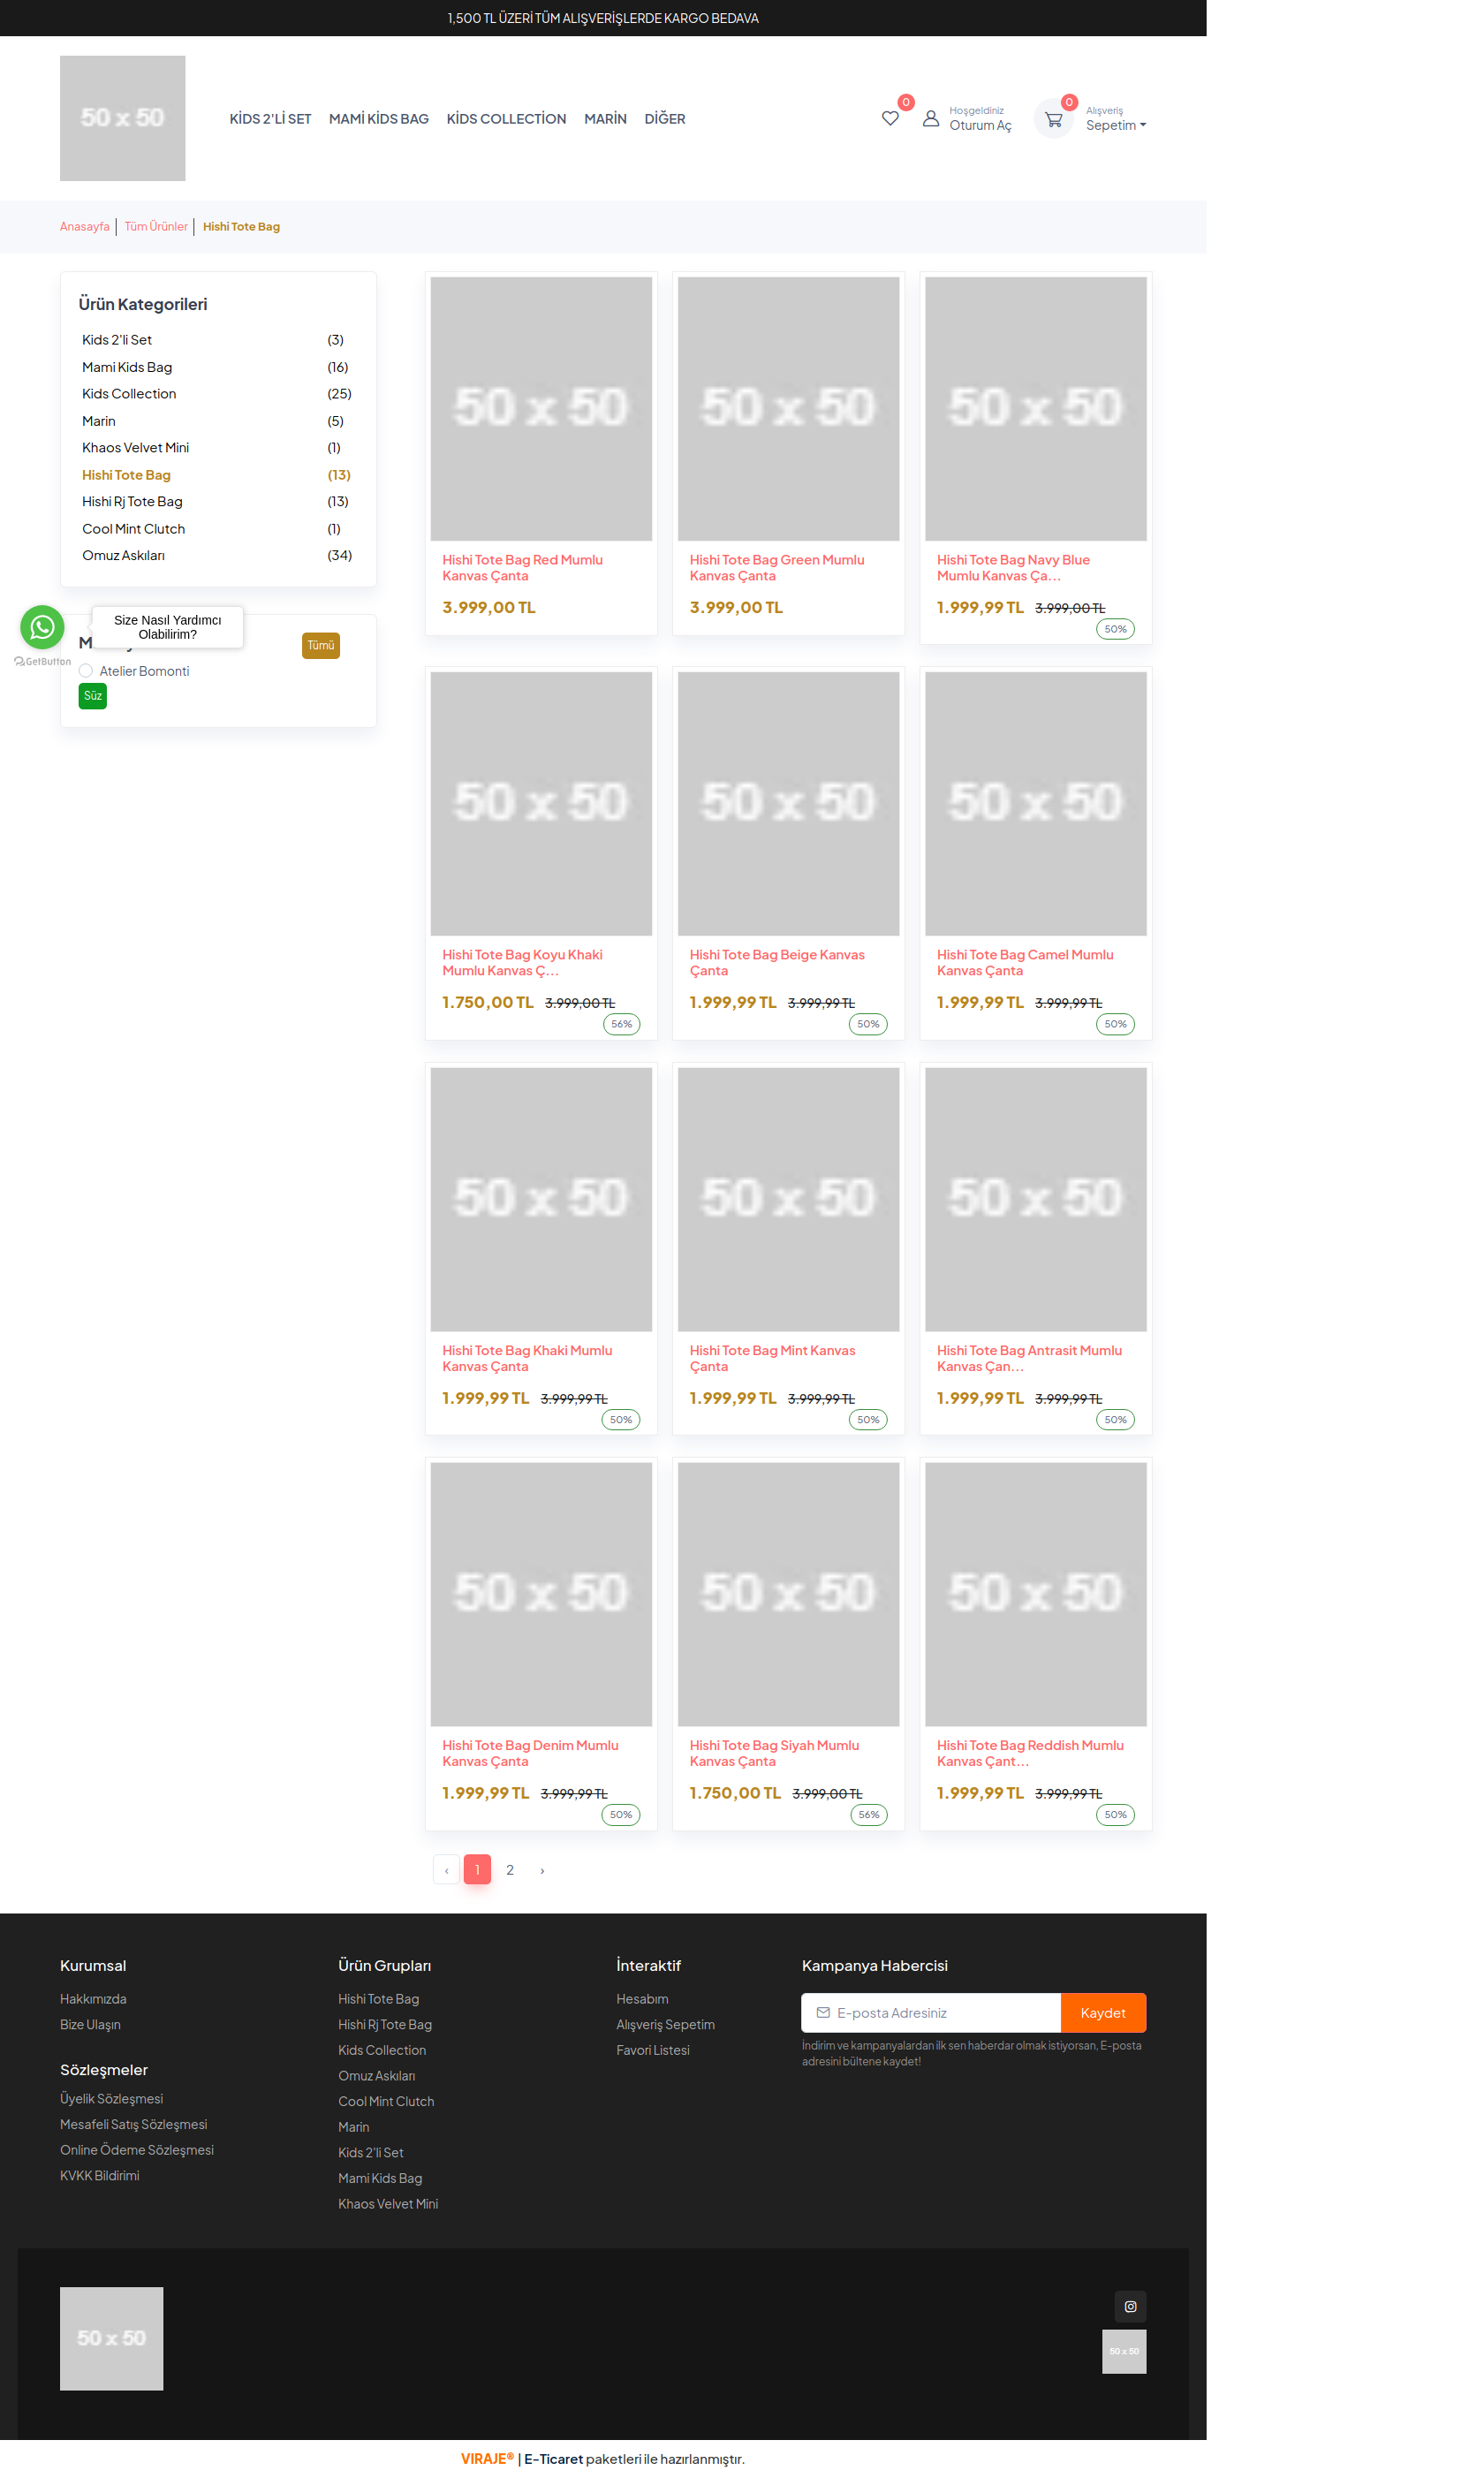 1,500 TL ÜZERİ TÜM ALIŞVERİŞLERDE KARGO BEDAVA
50 x 50
KİDS 2'Lİ SET MAMİ KİDS BAG KİDS COLLECTİON MARİN DİĞER
0
Hoşgeldiniz
Oturum Aç
0
Alışveriş
Sepetim
Anasayfa Tüm Ürünler Hishi Tote Bag
Ürün Kategorileri
Kids 2'li Set (3)
Mami Kids Bag (16)
Kids Collection (25)
Marin (5)
Khaos Velvet Mini (1)
Hishi Tote Bag (13)
Hishi Rj Tote Bag (13)
Cool Mint Clutch (1)
Omuz Askıları (34)
Size Nasıl Yardımcı
Olabilirim?
GetButton
Tümü
Atelier Bomonti
Süz
50 x 50
50 x 50
50 x 50
Hishi Tote Bag Red Mumlu
Kanvas Çanta
3.999,00 TL
Hishi Tote Bag Green Mumlu
Kanvas Çanta
3.999,00 TL
Hishi Tote Bag Navy Blue
Mumlu Kanvas Ça...
1.999,99 TL 3.999,00 TL
50%
50 x 50
50 x 50
50 x 50
Hishi Tote Bag Koyu Khaki
Mumlu Kanvas Ç...
1.750,00 TL 3.999,00 TL
56%
Hishi Tote Bag Beige Kanvas
Çanta
1.999,99 TL 3.999,99 TL
50%
Hishi Tote Bag Camel Mumlu
Kanvas Çanta
1.999,99 TL 3.999,99 TL
50%
50 x 50
50 x 50
50 x 50
Hishi Tote Bag Khaki Mumlu
Kanvas Çanta
1.999,99 TL 3.999,99 TL
50%
Hishi Tote Bag Mint Kanvas
Çanta
1.999,99 TL 3.999,99 TL
50%
Hishi Tote Bag Antrasit Mumlu
Kanvas Çan...
1.999,99 TL 3.999,99 TL
50%
50 x 50
50 x 50
50 x 50
Hishi Tote Bag Denim Mumlu
Kanvas Çanta
1.999,99 TL 3.999,99 TL
50%
Hishi Tote Bag Siyah Mumlu
Kanvas Çanta
1.750,00 TL 3.999,00 TL
56%
Hishi Tote Bag Reddish Mumlu
Kanvas Çant...
1.999,99 TL 3.999,99 TL
50%
‹ 1 2 ›
Kurumsal
Hakkımızda
Bize Ulaşın
Sözleşmeler
Üyelik Sözleşmesi
Mesafeli Satış Sözleşmesi
Online Ödeme Sözleşmesi
KVKK Bildirimi
Ürün Grupları
Hishi Tote Bag
Hishi Rj Tote Bag
Kids Collection
Omuz Askıları
Cool Mint Clutch
Marin
Kids 2'li Set
Mami Kids Bag
Khaos Velvet Mini
İnteraktif
Hesabım
Alışveriş Sepetim
Favori Listesi
Kampanya Habercisi
E-posta Adresiniz Kaydet
İndirim ve kampanyalardan ilk sen haberdar olmak istiyorsan, E-posta
adresini bültene kaydet!
50 x 50
50 x 50
VIRAJE® | E-Ticaret paketleri ile hazırlanmıştır.